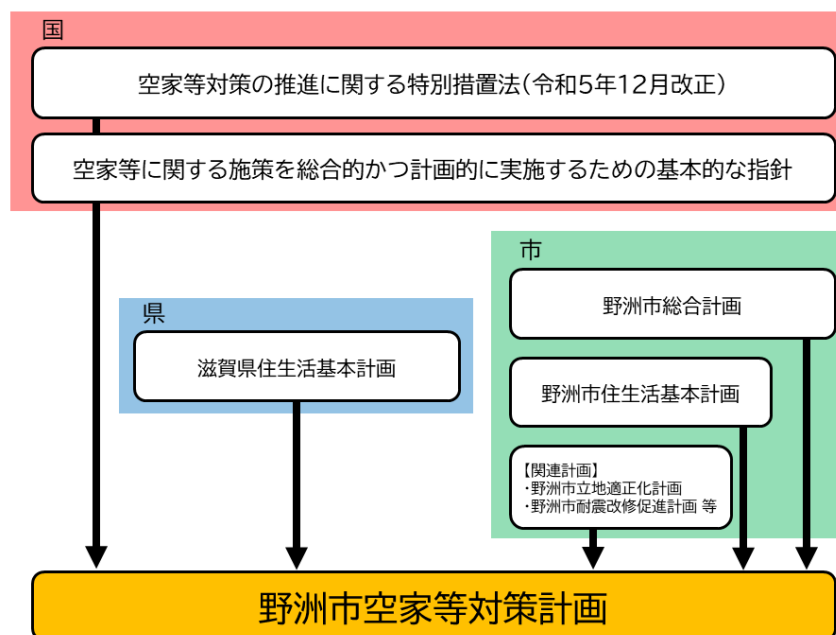 国
空家等対策の推進に関する特別措置法(令和5年12月改正)
空家等に関する施策を総合的かつ計画的に実施するための基本的な指針
県
滋賀県住生活基本計画
市
野洲市総合計画
野洲市住生活基本計画
【関連計画】
・野洲市立地適正化計画
・野洲市耐震改修促進計画 等
野洲市空家等対策計画